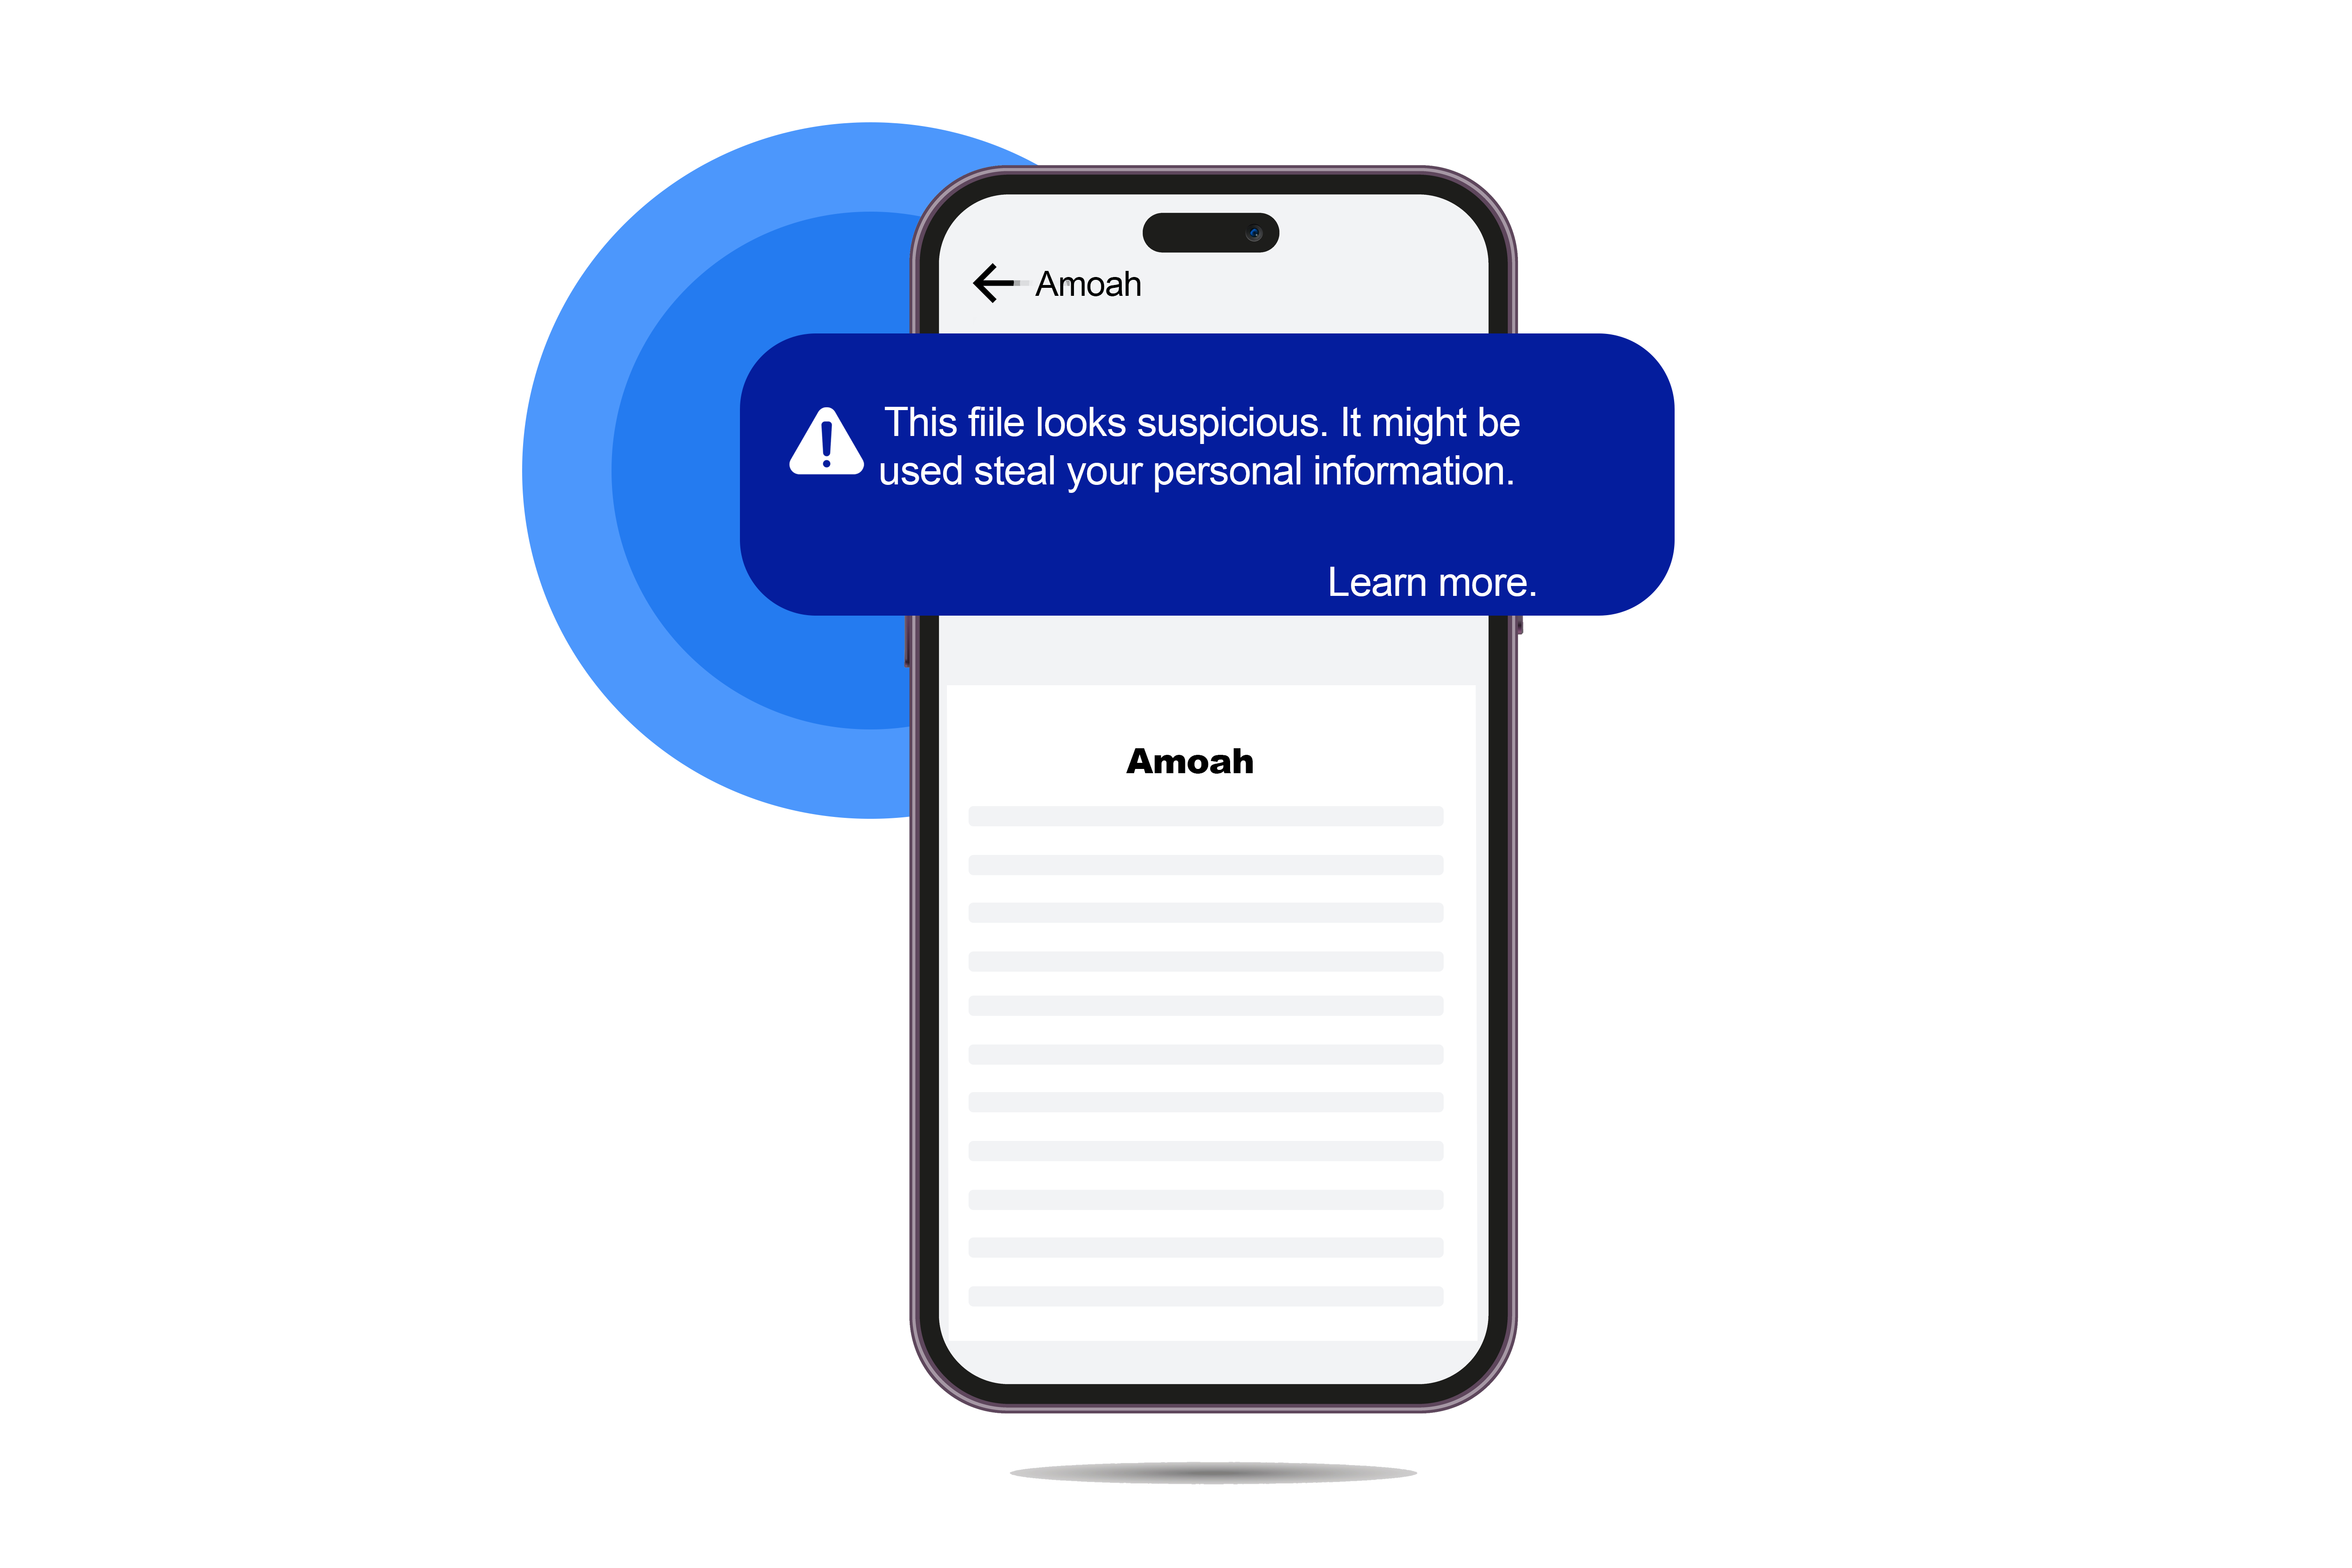 Amoah
This fiile looks suspicious. It might be
used steal your personal information.
Learn more.
Amoah